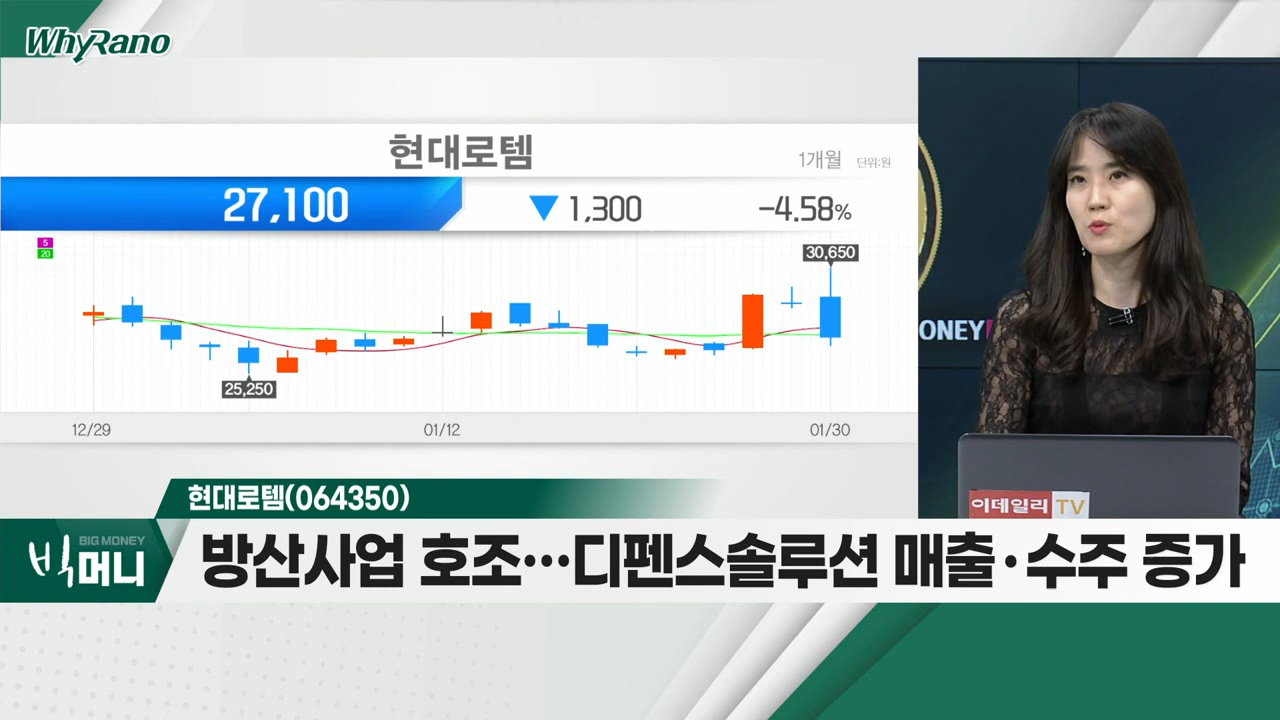 WhyRano
현대로템
1개월 단위:원
27,100 ▼ 1,300 -4.58%
5
20
30,650
25,250
12/29 01/12 01/30
MONEY
이데일리 TV
현대로템(064350)
BIG MONEY
빅머니
방산사업 호조…디펜스솔루션 매출·수주 증가